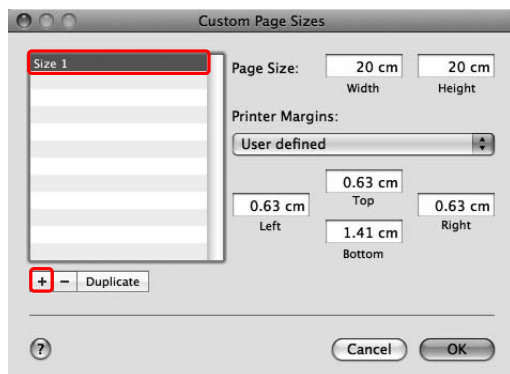 Custom Page Sizes
Size 1
Page Size:
20 cm
20 cm
Width
Height
Printer Margins:
User defined
0.63 cm
Top
0.63 cm
0.63 cm
Left
Right
1.41 cm
Bottom
+ − Duplicate
?
Cancel
OK